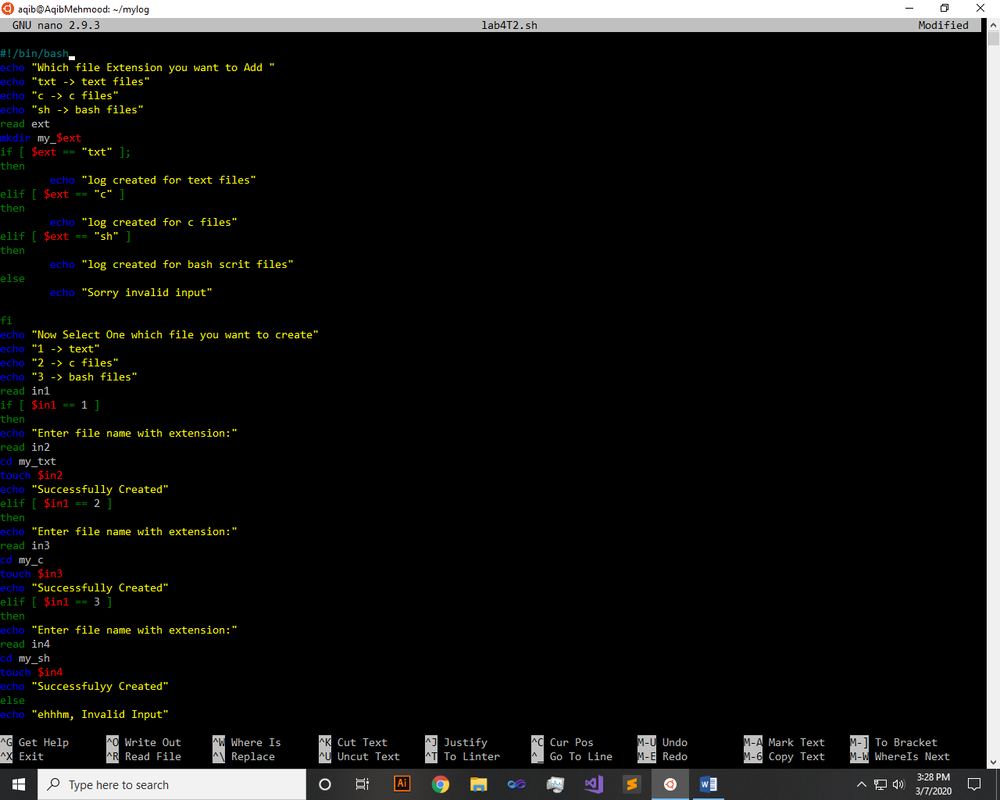 aqib@AqibMehmood: ~/mylog
GNU nano 2.9.3 lab4T2.sh Modified
#!/bin/bash
echo "Which file Extension you want to Add "
echo "txt -> text files"
echo "c -> c files"
echo "sh -> bash files"
read ext
mkdir my_$ext
if [ $ext == "txt" ];
then
        echo "log created for text files"
elif [ $ext == "c" ]
then
        echo "log created for c files"
elif [ $ext == "sh" ]
then
        echo "log created for bash scrit files"
else
        echo "Sorry invalid input"
fi
echo "Now Select One which file you want to create"
echo "1 -> text"
echo "2 -> c files"
echo "3 -> bash files"
read in1
if [ $in1 == 1 ]
then
echo "Enter file name with extension:"
read in2
cd my_txt
touch $in2
echo "Successfully Created"
elif [ $in1 == 2 ]
then
echo "Enter file name with extension:"
read in3
cd my_c
touch $in3
echo "Successfully Created"
elif [ $in1 == 3 ]
then
echo "Enter file name with extension:"
read in4
cd my_sh
touch $in4
echo "Successfulyy Created"
else
echo "ehhhm, Invalid Input"
^G Get Help ^O Write Out ^W Where Is ^K Cut Text ^J Justify ^C Cur Pos M-U Undo M-A Mark Text M-] To Bracket
^X Exit ^R Read File ^\ Replace ^U Uncut Text ^T To Linter ^_ Go To Line M-E Redo M-6 Copy Text M-W WhereIs Next
Type here to search
Ai
3:28 PM
3/7/2020